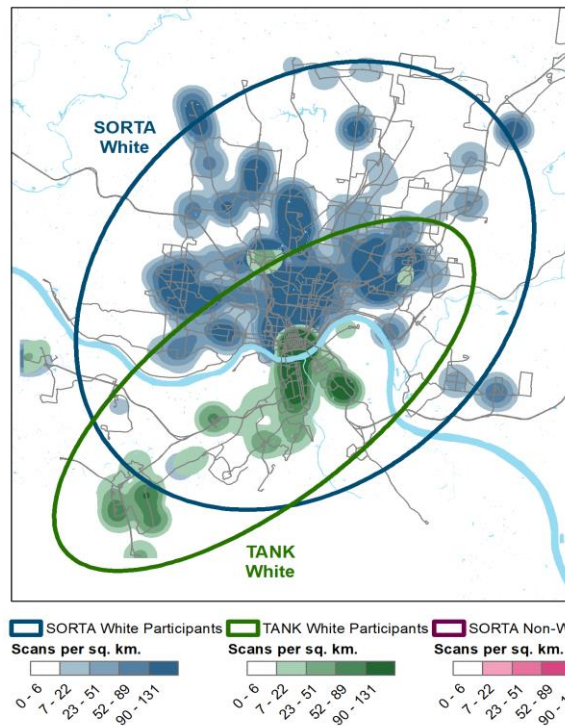 SORTA
White
TANK
White
SORTA White Participants TANK White Participants SORTA Non-W
Scans per sq. km. Scans per sq. km. Scans per sq. km.
0 - 6 7 - 22 23 - 51 52 - 89 90 - 131 0 - 6 7 - 22 23 - 51 52 - 89 90 - 131 0 - 6 7 - 22 23 - 51 52 - 89 90 - 1